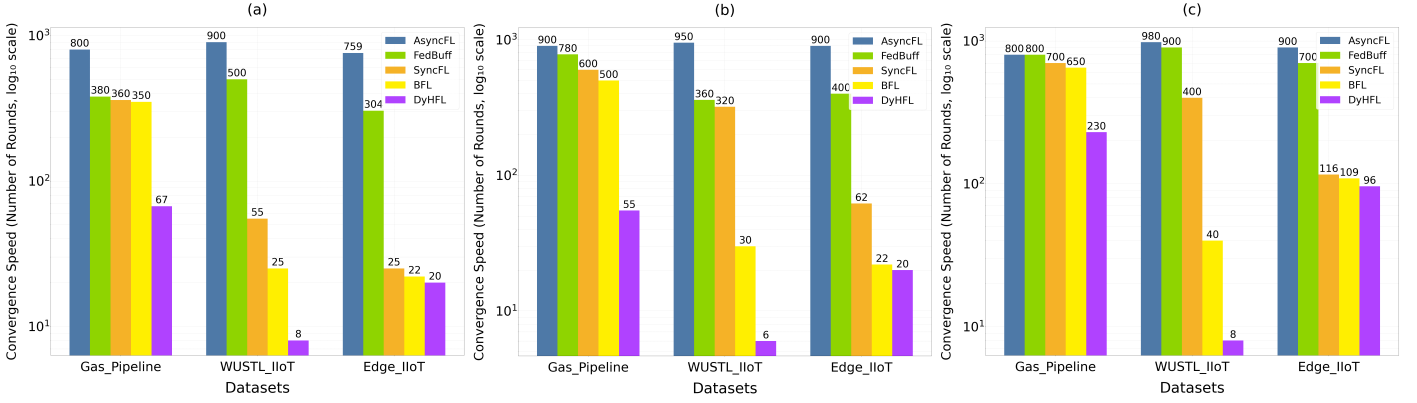 (a)
Convergence Speed (Number of Rounds, log₁₀ scale)
10³
10²
10¹
800
380
360
350
67
900
500
55
25
8
759
304
25
22
20
AsyncFL
FedBuff
SyncFL
BFL
DyHFL
Gas_Pipeline
WUSTL_IIoT
Edge_IIoT
Datasets
(b)
Convergence Speed (Number of Rounds, log₁₀ scale)
10³
10²
10¹
900
780
600
500
55
950
360
320
30
6
900
400
62
22
20
AsyncFL
FedBuff
SyncFL
BFL
DyHFL
Gas_Pipeline
WUSTL_IIoT
Edge_IIoT
Datasets
(c)
Convergence Speed (Number of Rounds, log₁₀ scale)
10³
10²
10¹
800
800
700
650
230
980
900
400
40
8
900
700
116
109
96
AsyncFL
FedBuff
SyncFL
BFL
DyHFL
Gas_Pipeline
WUSTL_IIoT
Edge_IIoT
Datasets